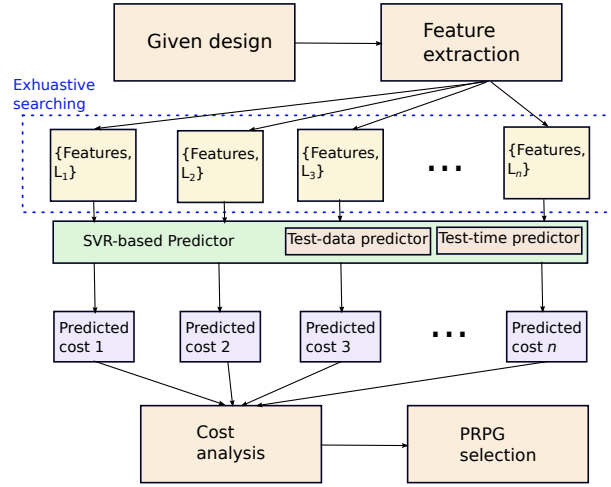 Given design
Feature
extraction
Exhuastive
searching
{Features,
L₁}
{Features,
L₂}
{Features,
L₃}
...
{Features,
Lₙ}
SVR-based Predictor
Test-data predictor
Test-time predictor
Predicted
cost 1
Predicted
cost 2
Predicted
cost 3
...
Predicted
cost n
Cost
analysis
PRPG
selection